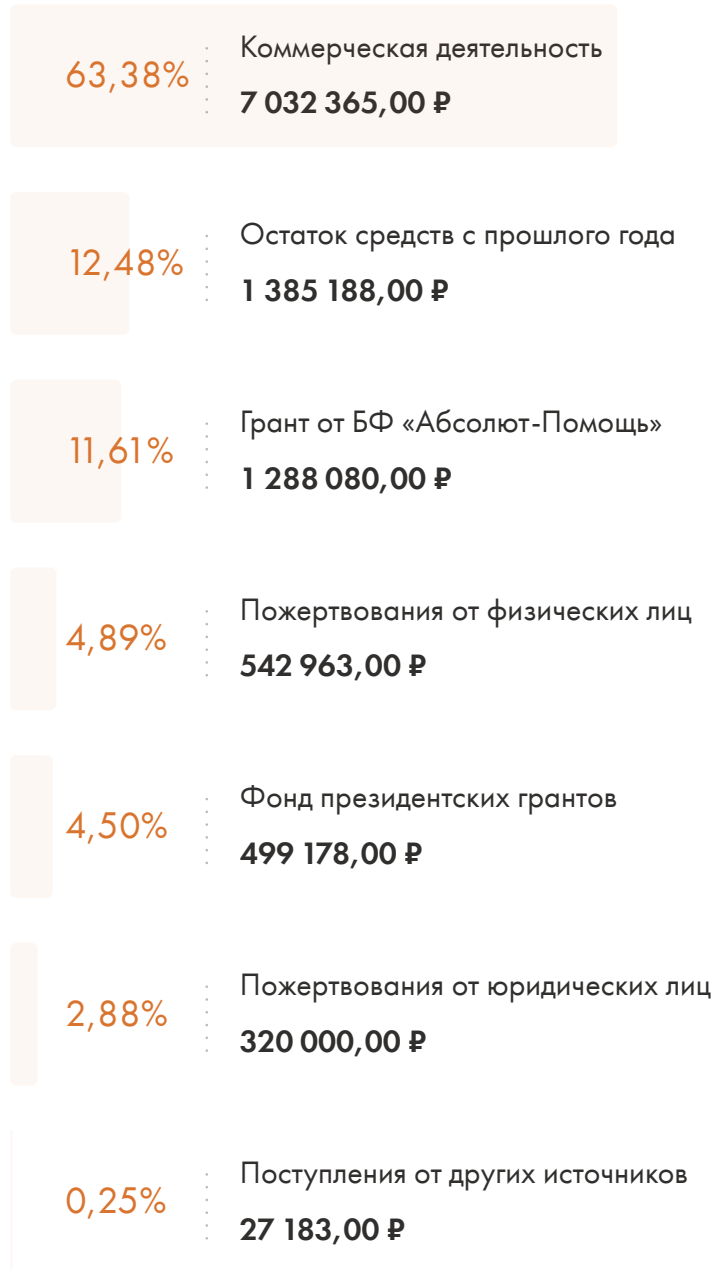 63,38%
Коммерческая деятельность
7 032 365,00 ₽
12,48%
Остаток средств с прошлого года
1 385 188,00 ₽
11,61%
Грант от БФ «Абсолют-Помощь»
1 288 080,00 ₽
4,89%
Пожертвования от физических лиц
542 963,00 ₽
4,50%
Фонд президентских грантов
499 178,00 ₽
2,88%
Пожертвования от юридических лиц
320 000,00 ₽
0,25%
Поступления от других источников
27 183,00 ₽